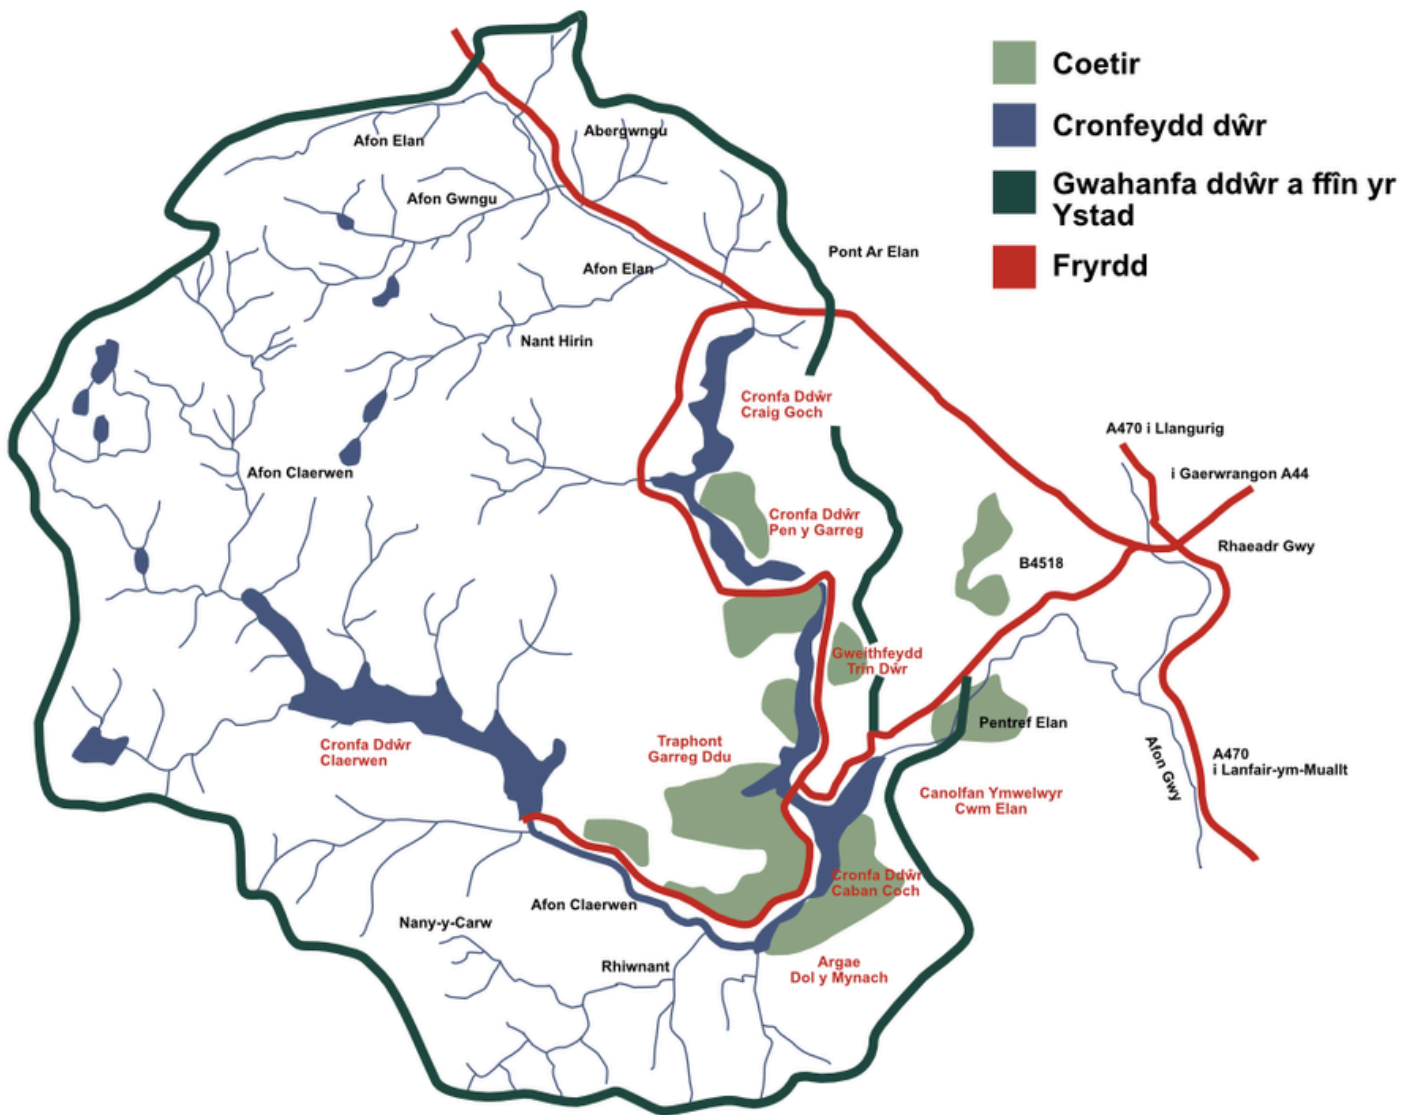 Coetir
Cronfeydd dŵr
Gwahanfa ddŵr a ffîn yr
Ystad
Fryrdd
Afon Elan
Abergwngu
Afon Gwngu
Pont Ar Elan
Afon Elan
Nant Hirin
Cronfa Ddŵr
Craig Goch
A470 i Llangurig
i Gaerwrangon A44
Afon Claerwen
Cronfa Ddŵr
Pen y Garreg
Rhaeadr Gwy
B4518
Gweithfeydd
Trin Dŵr
Pentref Elan
Cronfa Ddŵr
Claerwen
Traphont
Garreg Ddu
Afon Gwy
A470
i Lanfair-ym-Muallt
Canolfan Ymwelwyr
Cwm Elan
Cronfa Ddŵr
Caban Coch
Afon Claerwen
Nany-y-Carw
Rhiwnant
Argae
Dol y Mynach